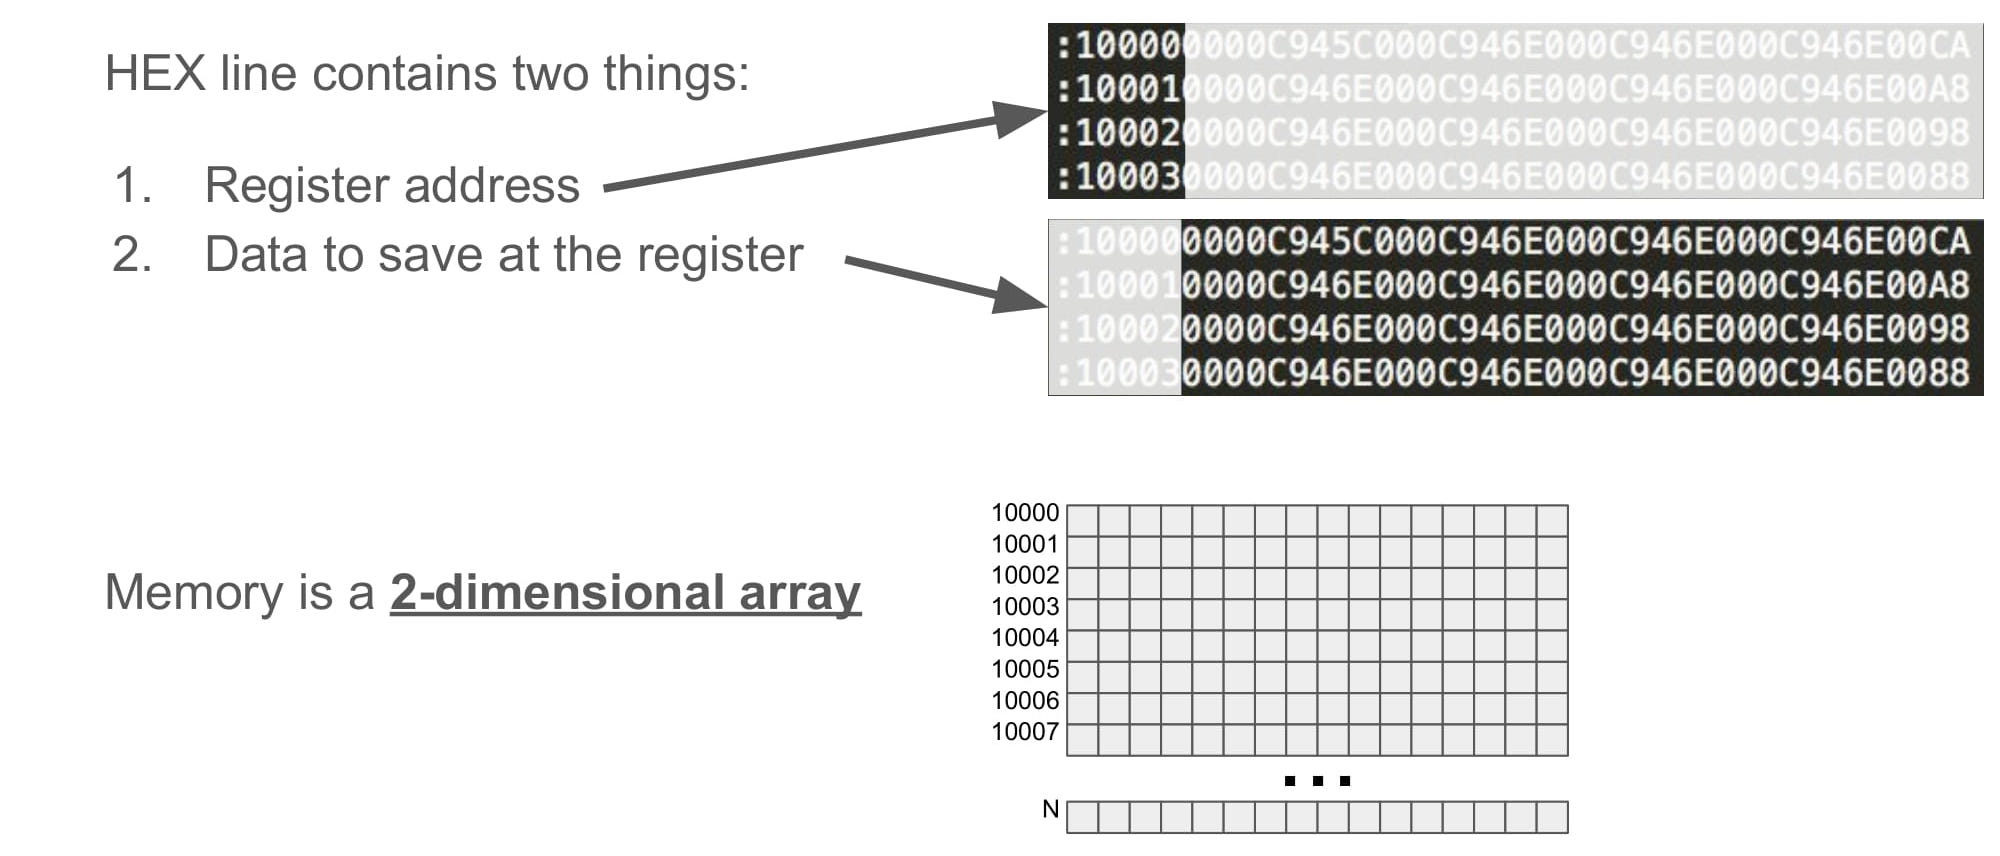 HEX line contains two things:
1. Register address
2. Data to save at the register
:100000000C945C000C946E000C946E000C946E00CA
:100010000C946E000C946E000C946E000C946E00A8
:100020000C946E000C946E000C946E000C946E0098
:100030000C946E000C946E000C946E000C946E0088
:100000000C945C000C946E000C946E000C946E00CA
:100010000C946E000C946E000C946E000C946E00A8
:100020000C946E000C946E000C946E000C946E0098
:100030000C946E000C946E000C946E000C946E0088
Memory is a 2-dimensional array
10000
10001
10002
10003
10004
10005
10006
10007
...
N